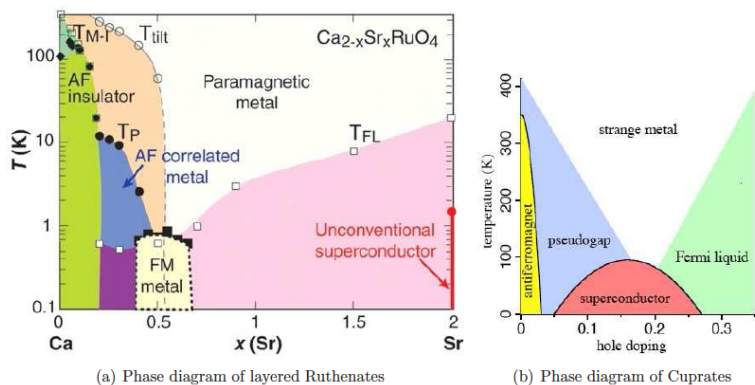 (a)
T_M-I
T_tilt
Ca_2-xSr_xRuO_4
100
AF
insulator
Paramagnetic
metal
T_P
T_FL
10
AF correlated
metal
T (K)
1
Unconventional
superconductor
FM
metal
0.1
0
0.5
1
1.5
2
Ca
x (Sr)
Sr
(a) Phase diagram of layered Ruthenates
b)
400
strange metal
300
temperature (K)
200
antiferromagnet
pseudogap
100
Fermi liquid
superconductor
0
0
0.1
0.2
0.3
hole doping
(b) Phase diagram of Cuprates